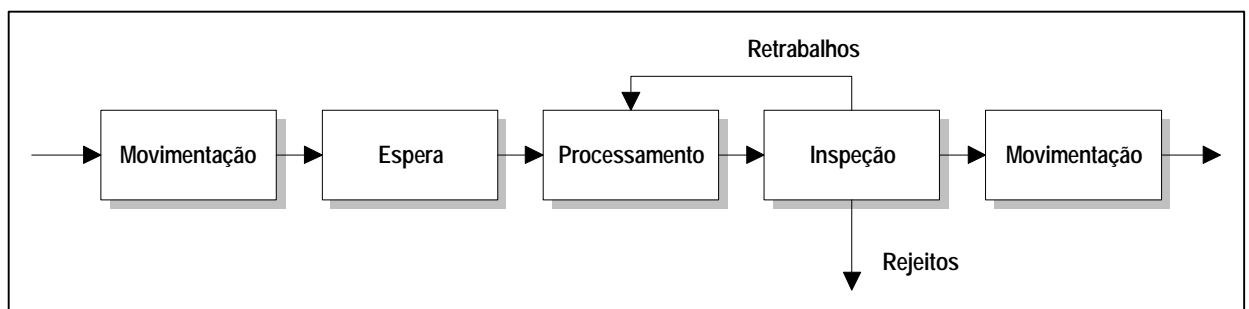 Retrabalhos
Movimentação
Espera
Processamento
Inspeção
Movimentação
Rejeitos